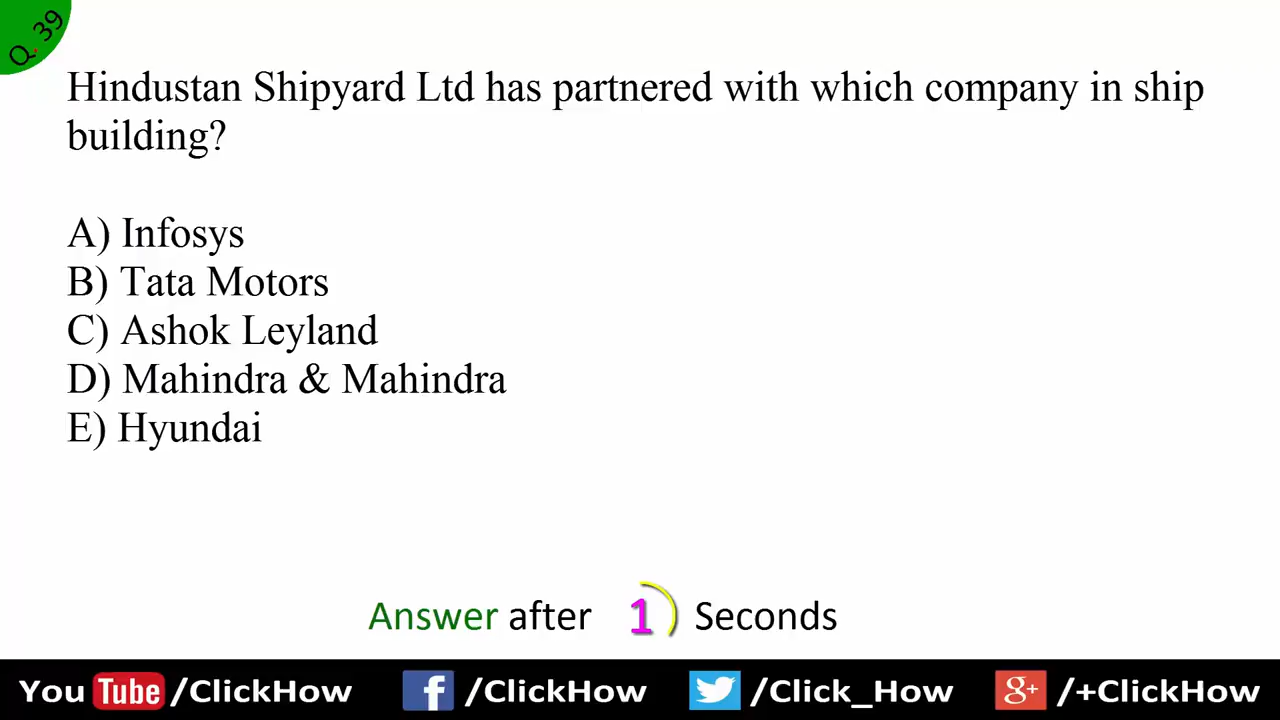 Q. 39
Hindustan Shipyard Ltd has partnered with which company in ship
building?
A) Infosys
B) Tata Motors
C) Ashok Leyland
D) Mahindra & Mahindra
E) Hyundai
Answer after 1 Seconds
You Tube /ClickHow f /ClickHow /Click_How g+ /+ClickHow